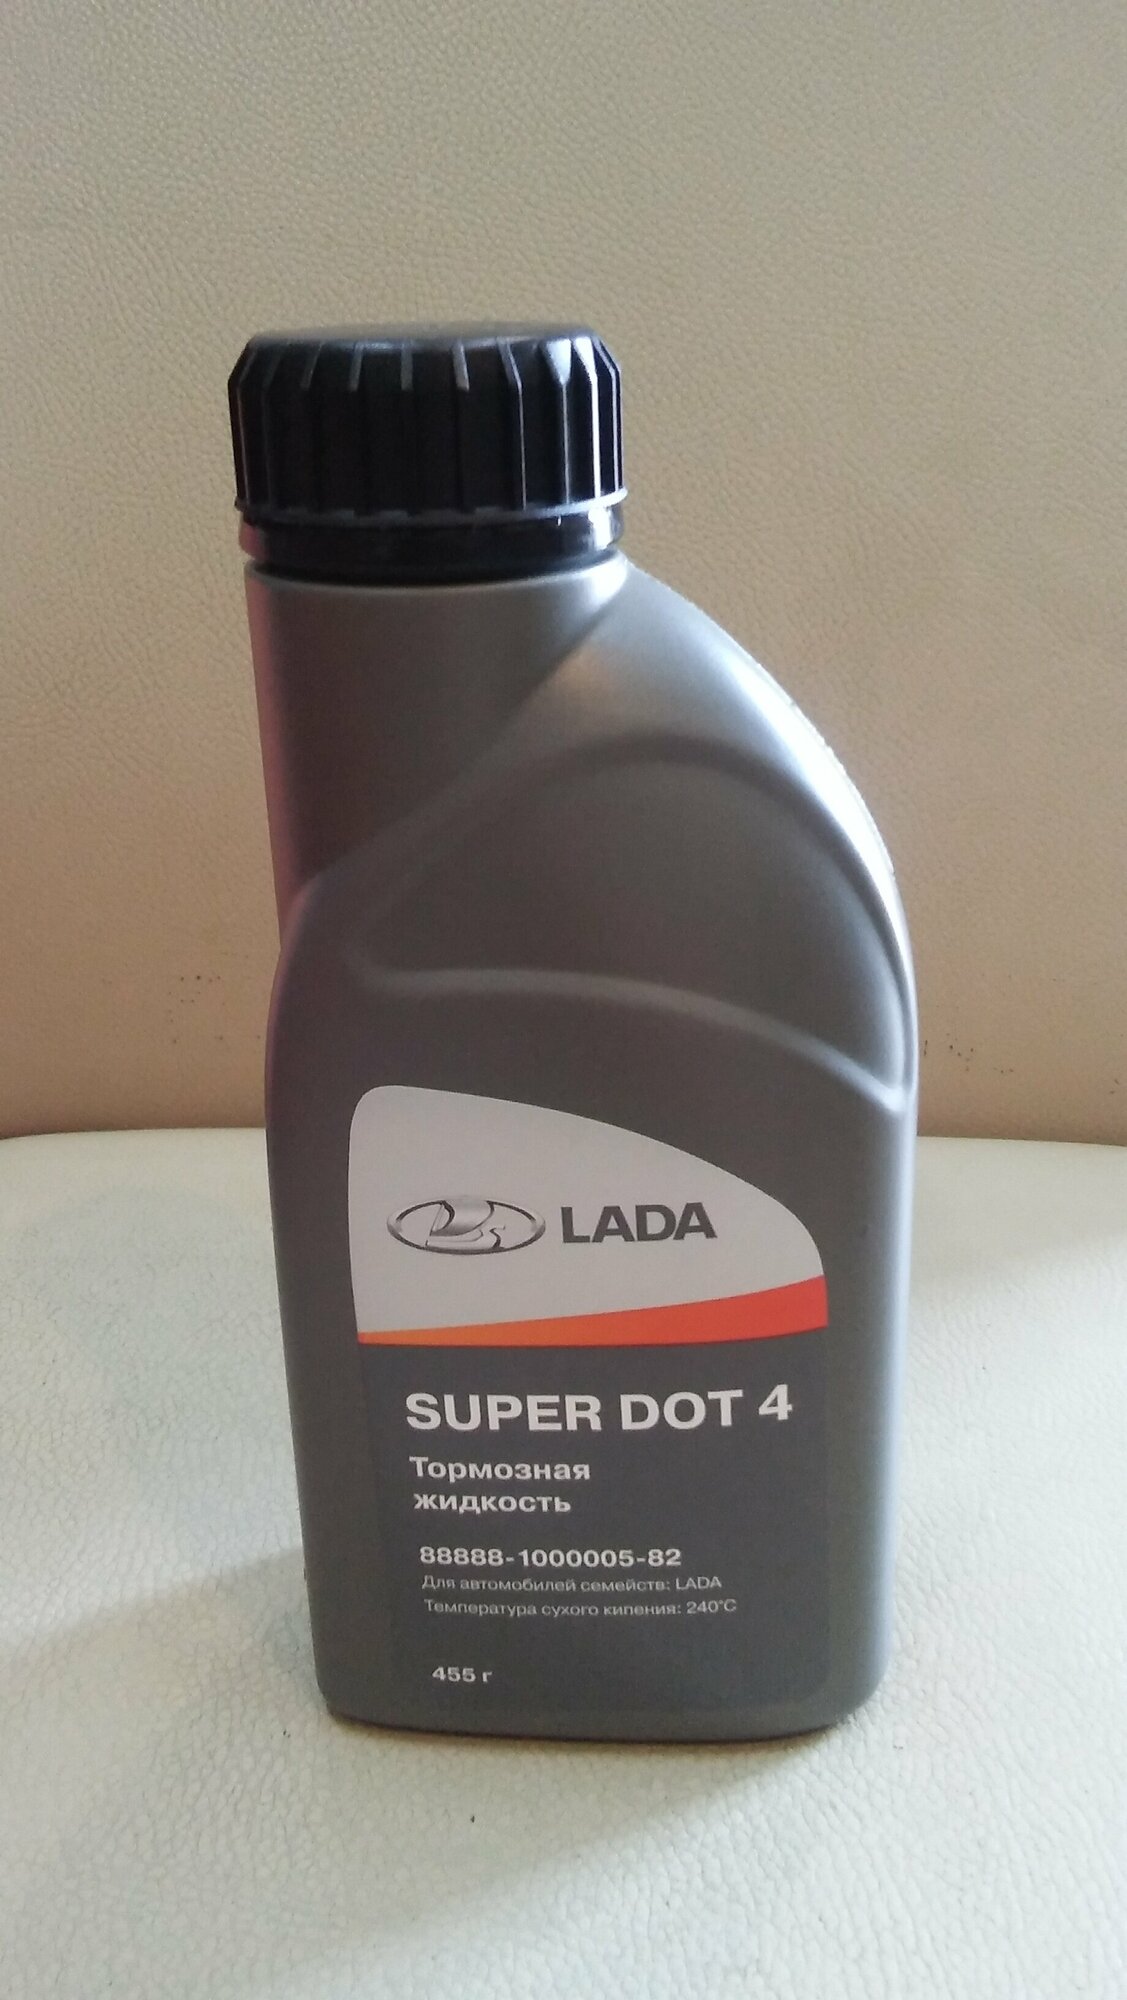 LADA
SUPER DOT 4
Тормозная
жидкость
88888-1000005-82
Для автомобилей семейств: LADA
Температура сухого кипения: 240°C
455 г